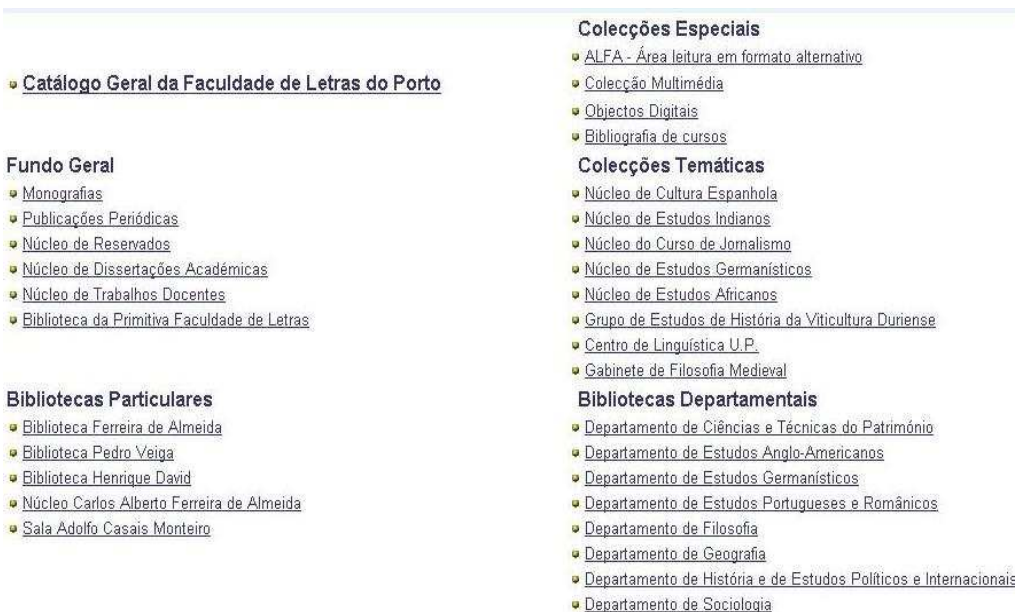 Catálogo Geral da Faculdade de Letras do Porto
Colecções Especiais
ALFA - Área leitura em formato alternativo
Colecção Multimédia
Objectos Digitais
Bibliografia de cursos
Fundo Geral
Monografias
Publicações Periódicas
Núcleo de Reservados
Núcleo de Dissertações Académicas
Núcleo de Trabalhos Docentes
Biblioteca da Primitiva Faculdade de Letras
Colecções Temáticas
Núcleo de Cultura Espanhola
Núcleo de Estudos Indianos
Núcleo do Curso de Jornalismo
Núcleo de Estudos Germanísticos
Núcleo de Estudos Africanos
Grupo de Estudos de História da Viticultura Duriense
Centro de Linguística U.P.
Gabinete de Filosofia Medieval
Bibliotecas Particulares
Biblioteca Ferreira de Almeida
Biblioteca Pedro Veiga
Biblioteca Henrique David
Núcleo Carlos Alberto Ferreira de Almeida
Sala Adolfo Casais Monteiro
Bibliotecas Departamentais
Departamento de Ciências e Técnicas do Património
Departamento de Estudos Anglo-Americanos
Departamento de Estudos Germanísticos
Departamento de Estudos Portugueses e Românicos
Departamento de Filosofia
Departamento de Geografia
Departamento de História e de Estudos Políticos e Internacionais
Departamento de Sociologia